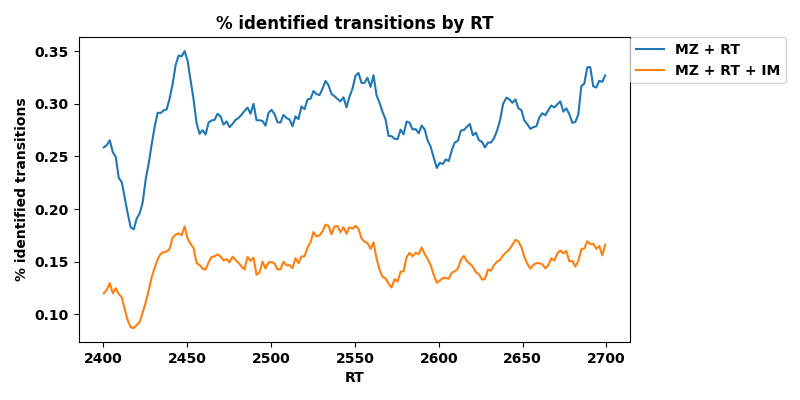 % identified transitions by RT
MZ + RT
MZ + RT + IM
% identified transitions
0.35
0.30
0.25
0.20
0.15
0.10
2400 2450 2500 2550 2600 2650 2700
RT